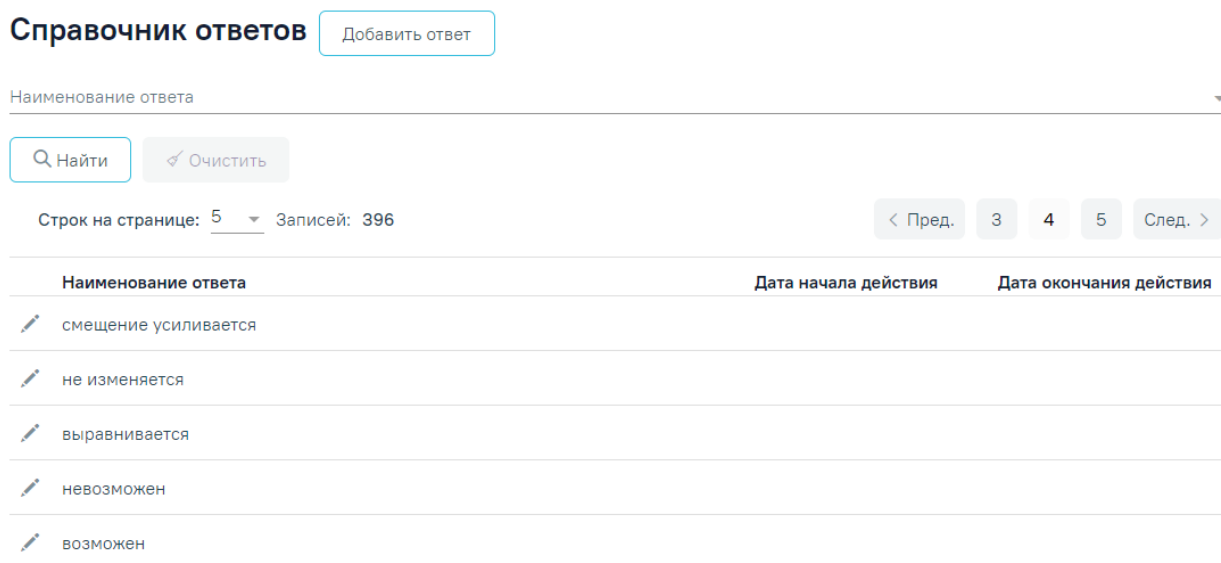 Справочник ответов Добавить ответ
Наименование ответа
Найти Очистить
Строк на странице: 5 Записей: 396 Пред. 3 4 5 След.
Наименование ответа Дата начала действия Дата окончания действия
смещение усиливается
не изменяется
выравнивается
невозможен
возможен